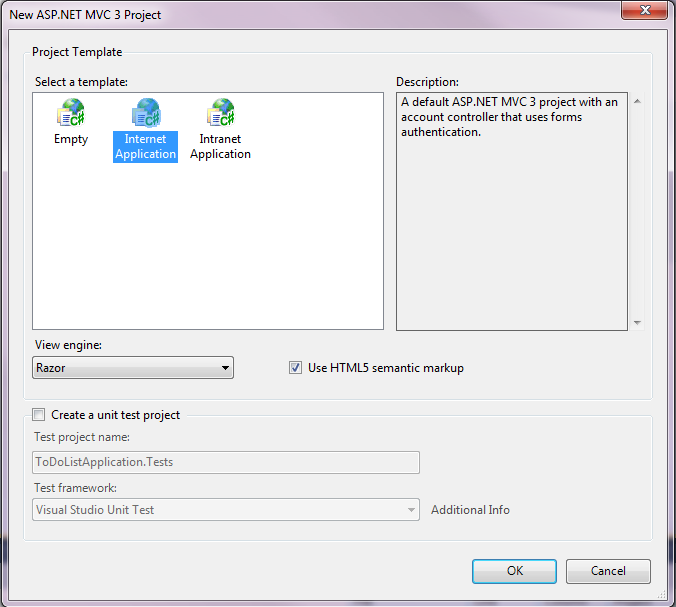 New ASP.NET MVC 3 Project
Project Template
Select a template:
Description:
Empty
Internet
Application
Intranet
Application
A default ASP.NET MVC 3 project with an
account controller that uses forms
authentication.
View engine:
Razor
Use HTML5 semantic markup
Create a unit test project
Test project name:
ToDoListApplication.Tests
Test framework:
Visual Studio Unit Test
Additional Info
OK
Cancel